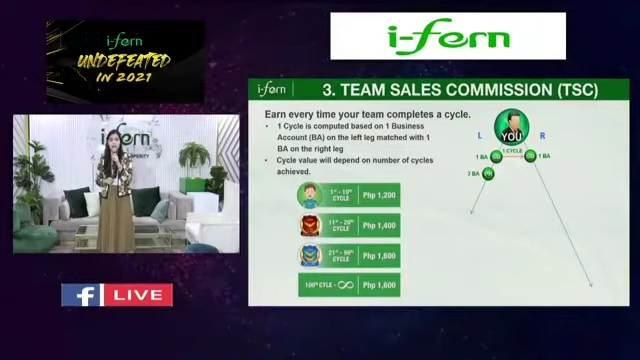 i-fern
UNDEFEATED
IN 2021
i-fern
i-fern
f LIVE
i-fern
3. TEAM SALES COMMISSION (TSC)
Earn every time your team completes a cycle.
• 1 Cycle is computed based on 1 Business
Account (BA) on the left leg matched with 1
BA on the right leg
• Cycle value will depend on number of cycles
achieved.
1st - 10th
CYCLE
Php 1,200
11st - 20th
CYCLE
Php 1,400
21st - 99th
CYCLE
Php 1,600
100th CYLE - ∞
Php 1,600
L
R
YOU
1 CYCLE
1 BA
1 BA
BA